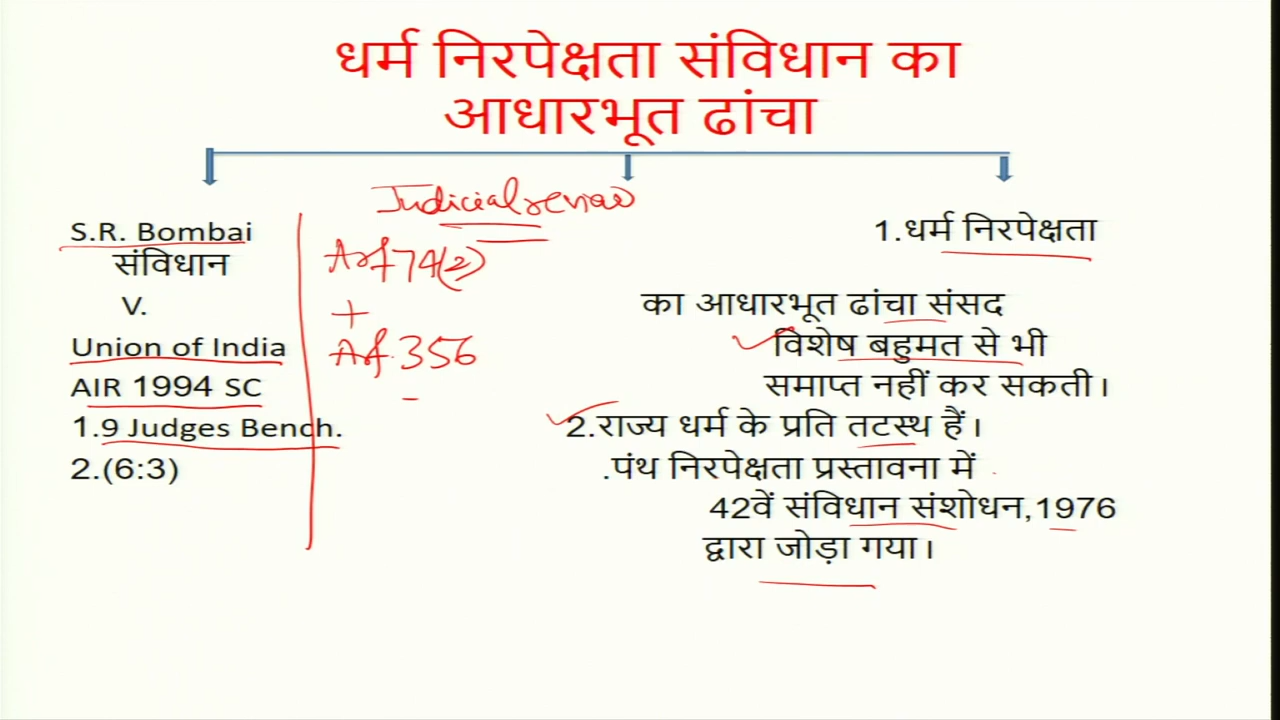 धर्म निरपेक्षता संविधान का
आधारभूत ढांचा
S.R. Bombai
संविधान
V.
Union of India
AIR 1994 SC
1.9 Judges Bench.
2.(6:3)
Judicial review
Art 74(2)
+
Art. 356
1.धर्म निरपेक्षता
का आधारभूत ढांचा संसद
विशेष बहुमत से भी
समाप्त नहीं कर सकती।
2.राज्य धर्म के प्रति तटस्थ हैं।
.पंथ निरपेक्षता प्रस्तावना में
42वें संविधान संशोधन,1976
द्वारा जोड़ा गया।